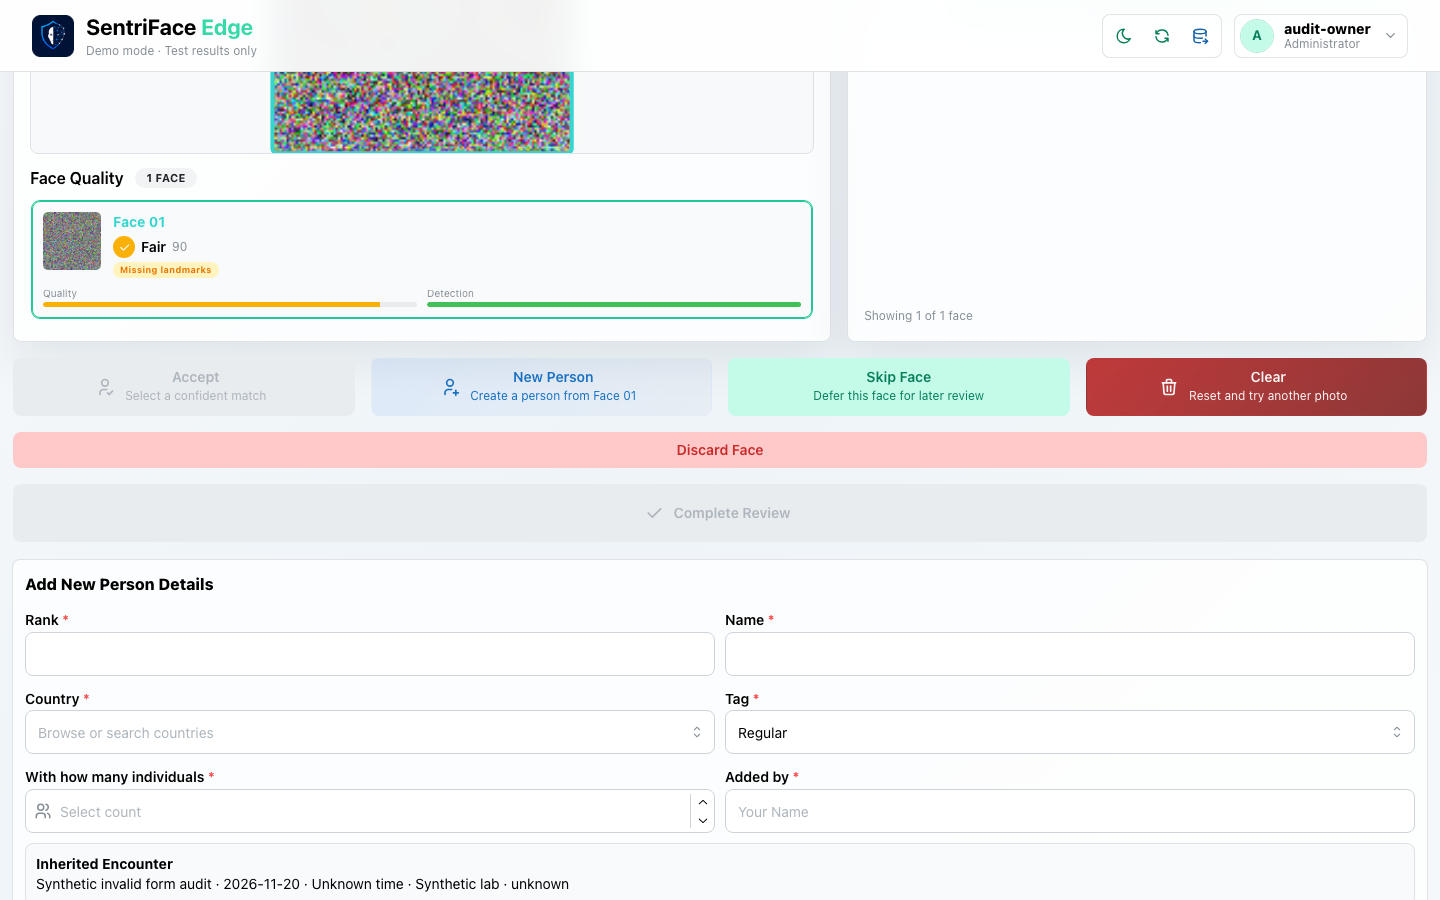 SentriFace Edge
Demo mode · Test results only
A
audit-owner
Administrator
Face Quality
1 FACE
Face 01
Fair 90
Missing landmarks
Quality
Detection
Showing 1 of 1 face
Accept
Select a confident match
New Person
Create a person from Face 01
Skip Face
Defer this face for later review
Clear
Reset and try another photo
Discard Face
Complete Review
Add New Person Details
Rank *
Name *
Country *
Browse or search countries
Tag *
Regular
With how many individuals *
Select count
Added by *
Your Name
Inherited Encounter
Synthetic invalid form audit · 2026-11-20 · Unknown time · Synthetic lab · unknown